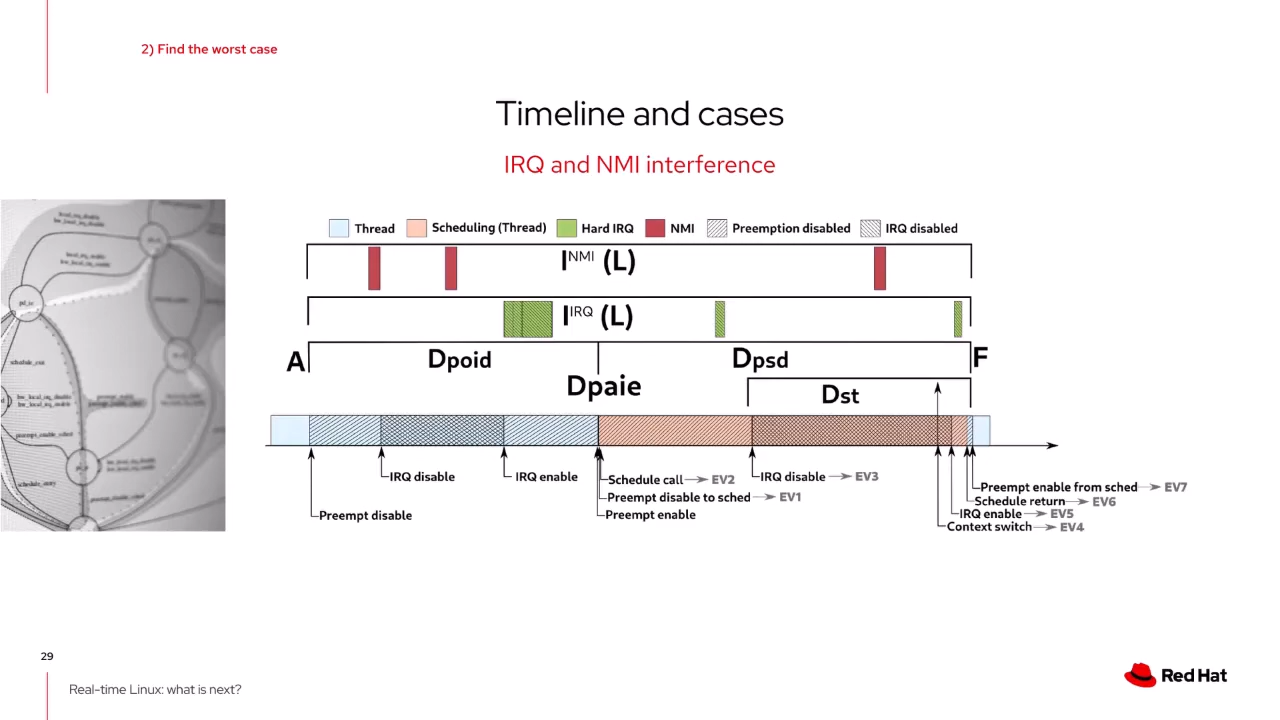 2) Find the worst case
Timeline and cases
IRQ and NMI interference
Thread
Scheduling (Thread)
Hard IRQ
NMI
Preemption disabled
IRQ disabled
I NMI (L)
I IRQ (L)
A
Dpoid
Dpaie
Dpsd
F
Dst
IRQ disable
IRQ enable
Preempt disable
Schedule call EV2
Preempt disable to sched EV1
Preempt enable
IRQ disable EV3
Preempt enable from sched EV7
Schedule return EV6
IRQ enable EV5
Context switch EV4
29
Real-time Linux: what is next?
Red Hat